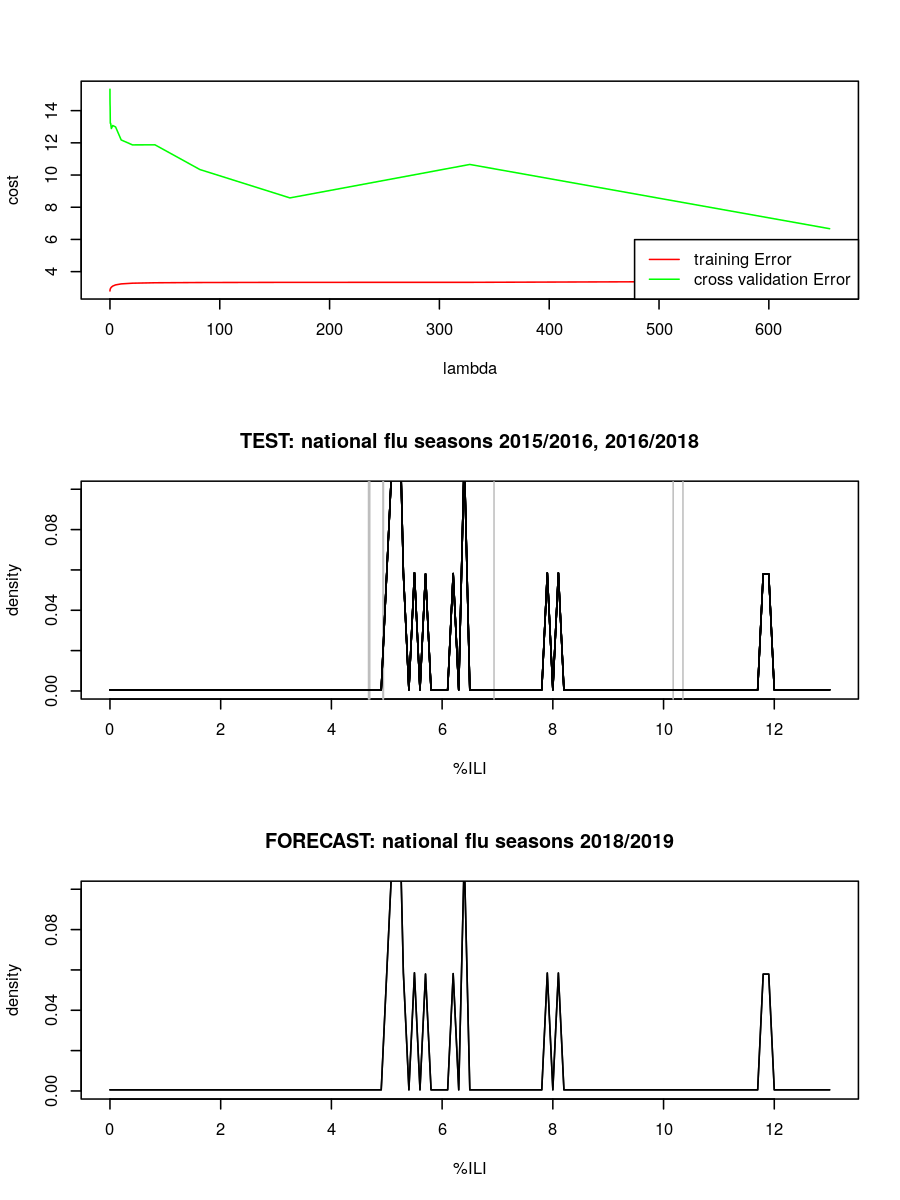 cost
14
12
10
8
6
4
training Error
cross validation Error
0 100 200 300 400 500 600
lambda
TEST: national flu seasons 2015/2016, 2016/2018
density
0.08
0.04
0.00
0 2 4 6 8 10 12
%ILI
FORECAST: national flu seasons 2018/2019
density
0.08
0.04
0.00
0 2 4 6 8 10 12
%ILI